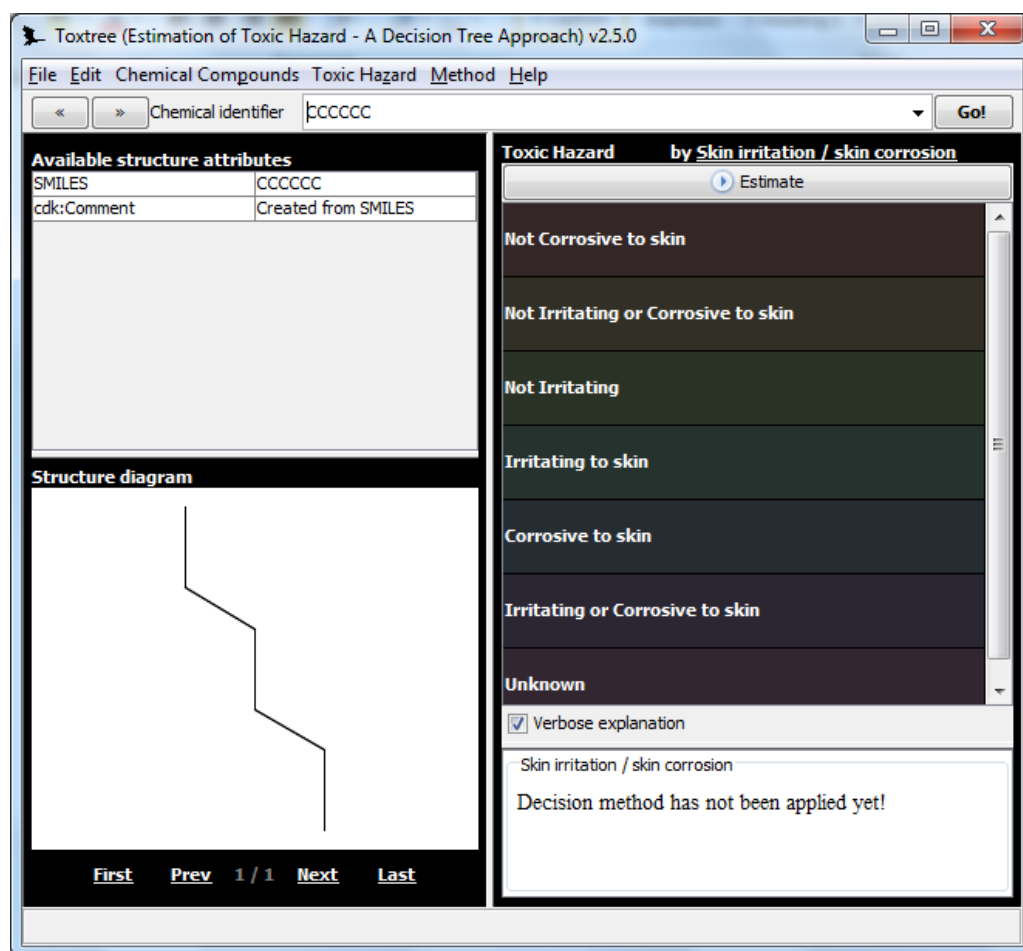 Toxtree (Estimation of Toxic Hazard - A Decision Tree Approach) v2.5.0
File Edit Chemical Compounds Toxic Hazard Method Help
« » Chemical identifier CCCCCC Go!
Available structure attributes
SMILES CCCCCC
cdk:Comment Created from SMILES
Structure diagram
First Prev 1 / 1 Next Last
Toxic Hazard by Skin irritation / skin corrosion
Estimate
Not Corrosive to skin
Not Irritating or Corrosive to skin
Not Irritating
Irritating to skin
Corrosive to skin
Irritating or Corrosive to skin
Unknown
Verbose explanation
Skin irritation / skin corrosion
Decision method has not been applied yet!